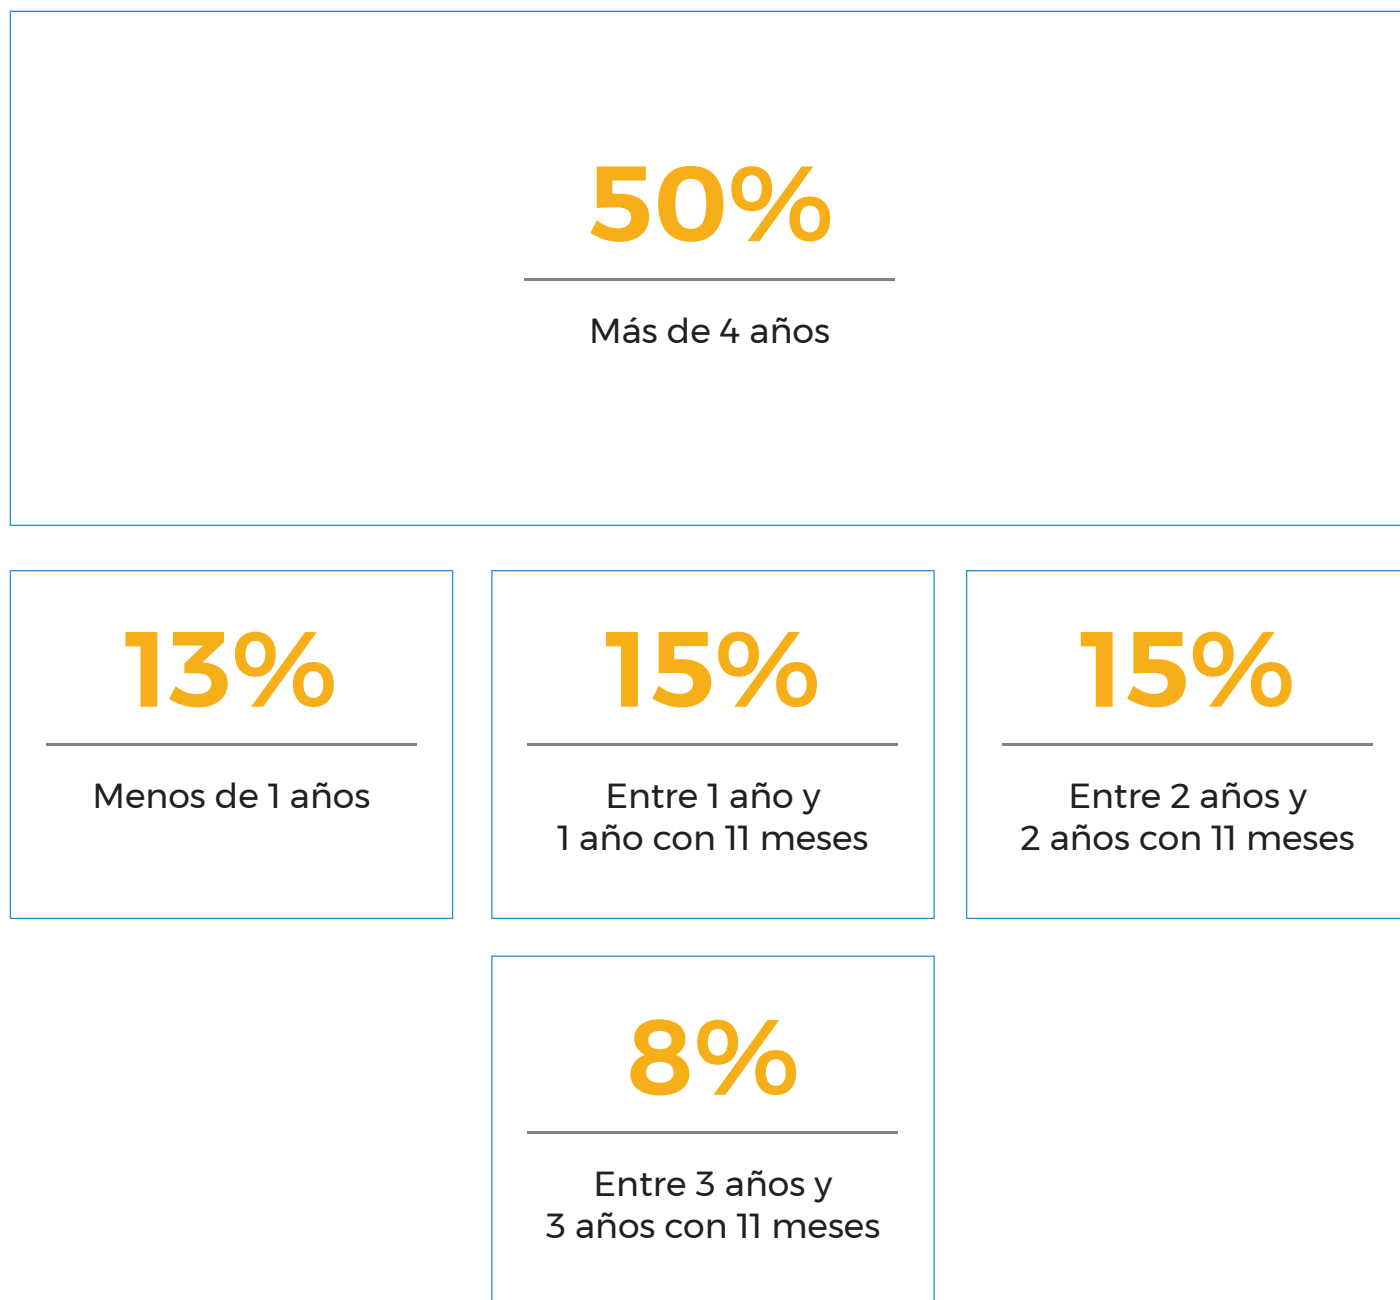 50%
Más de 4 años
13%
Menos de 1 años
15%
Entre 1 año y
1 año con 11 meses
15%
Entre 2 años y
2 años con 11 meses
8%
Entre 3 años y
3 años con 11 meses